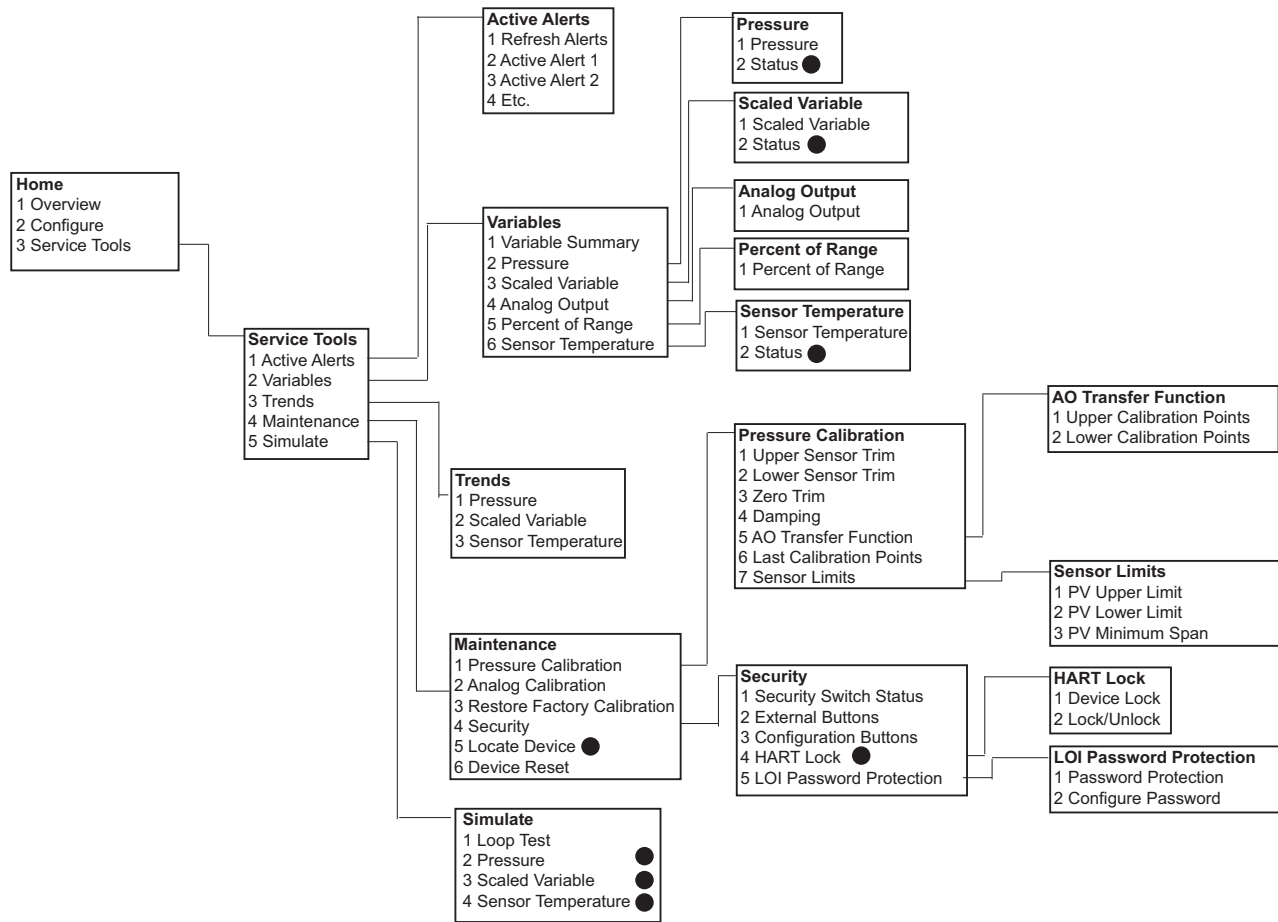 Home
1 Overview
2 Configure
3 Service Tools
Service Tools
1 Active Alerts
2 Variables
3 Trends
4 Maintenance
5 Simulate
Active Alerts
1 Refresh Alerts
2 Active Alert 1
3 Active Alert 2
4 Etc.
Variables
1 Variable Summary
2 Pressure
3 Scaled Variable
4 Analog Output
5 Percent of Range
6 Sensor Temperature
Trends
1 Pressure
2 Scaled Variable
3 Sensor Temperature
Maintenance
1 Pressure Calibration
2 Analog Calibration
3 Restore Factory Calibration
4 Security
5 Locate Device
6 Device Reset
Simulate
1 Loop Test
2 Pressure
3 Scaled Variable
4 Sensor Temperature
Pressure
1 Pressure
2 Status
Scaled Variable
1 Scaled Variable
2 Status
Analog Output
1 Analog Output
Percent of Range
1 Percent of Range
Sensor Temperature
1 Sensor Temperature
2 Status
Pressure Calibration
1 Upper Sensor Trim
2 Lower Sensor Trim
3 Zero Trim
4 Damping
5 AO Transfer Function
6 Last Calibration Points
7 Sensor Limits
Security
1 Security Switch Status
2 External Buttons
3 Configuration Buttons
4 HART Lock
5 LOI Password Protection
AO Transfer Function
1 Upper Calibration Points
2 Lower Calibration Points
Sensor Limits
1 PV Upper Limit
2 PV Lower Limit
3 PV Minimum Span
HART Lock
1 Device Lock
2 Lock/Unlock
LOI Password Protection
1 Password Protection
2 Configure Password